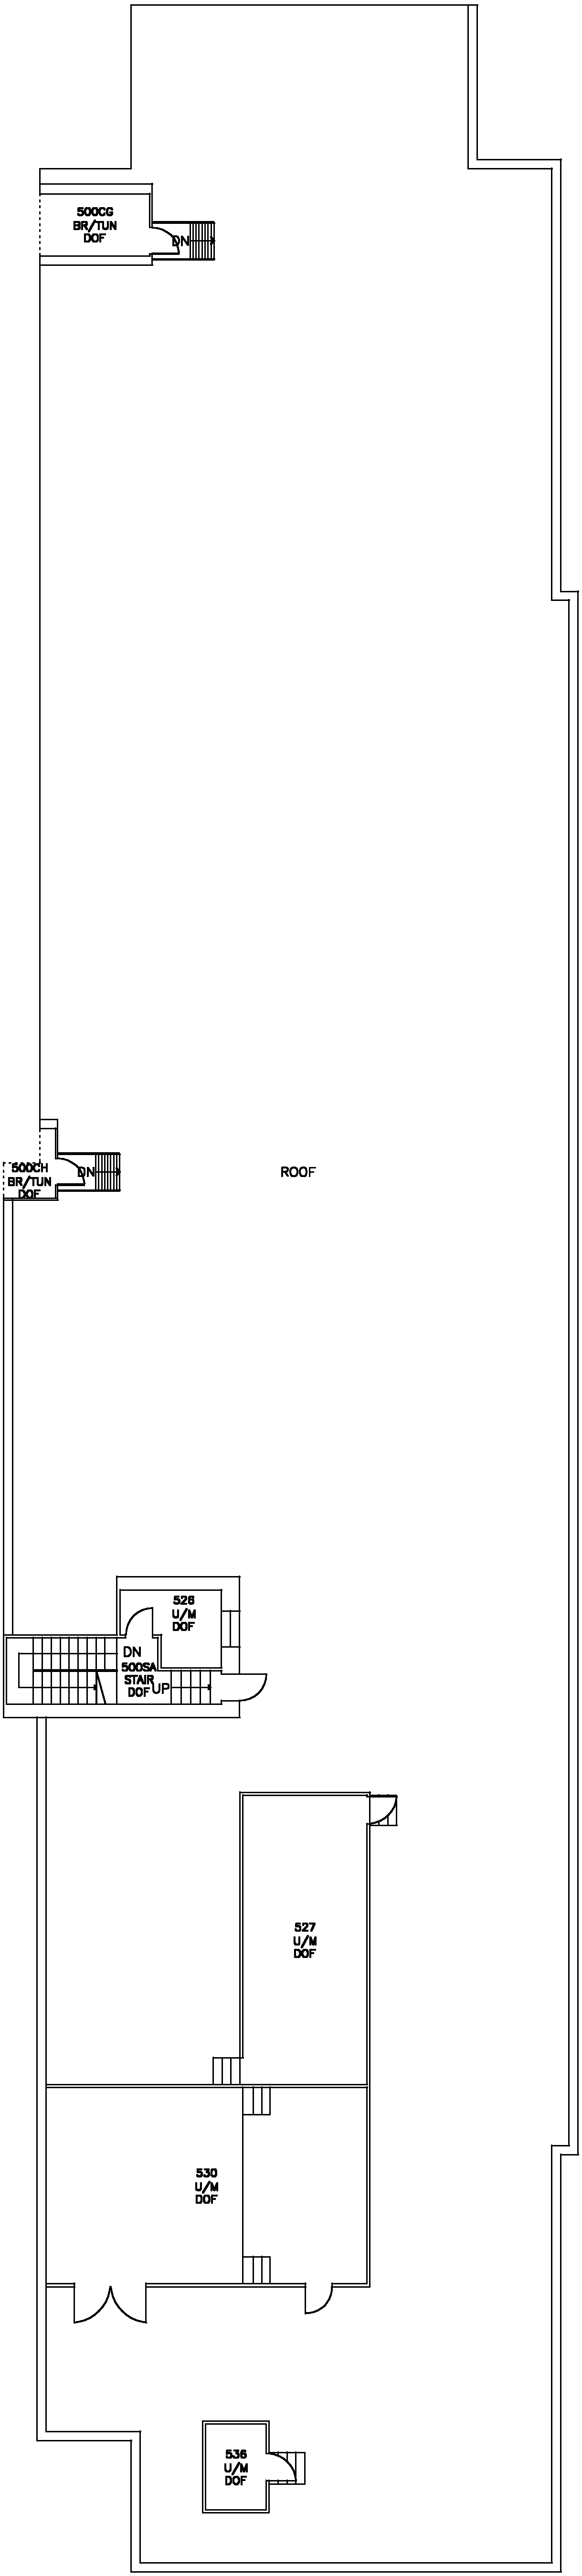 500CG
BR/TUN
DOF
DN
500CH
BR/TUN
DOF
DN
ROOF
526
U/M
DOF
DN
500SA
STAIR
DOF
UP
527
U/M
DOF
530
U/M
DOF
536
U/M
DOF